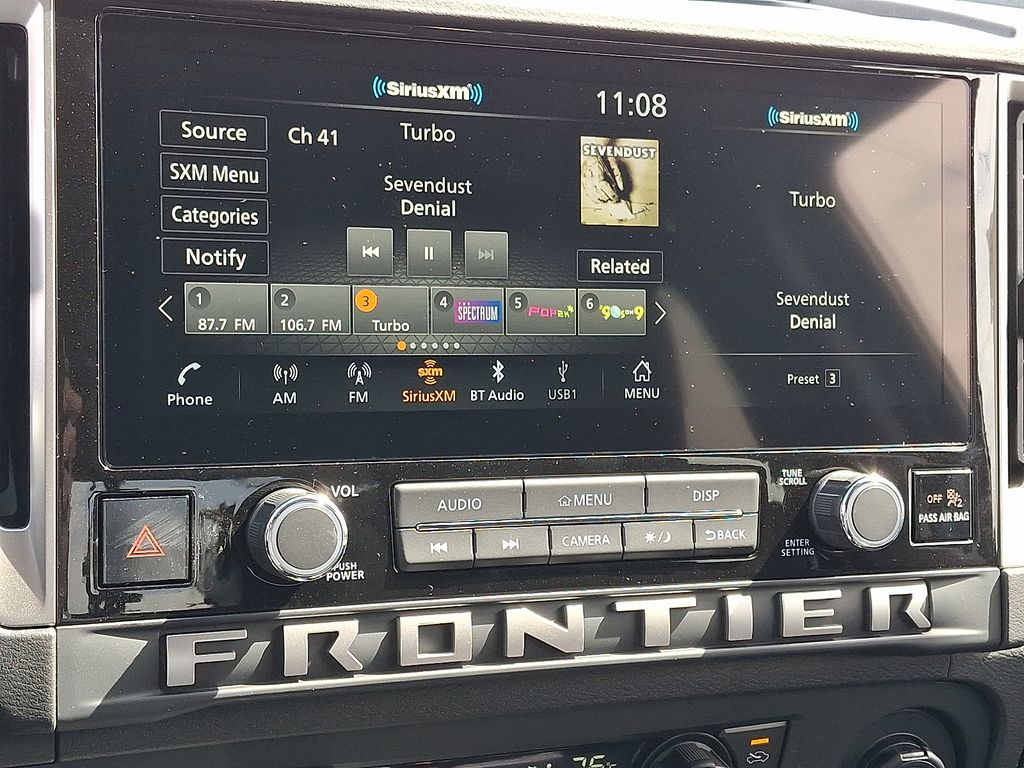 SiriusXM
11:08
SiriusXM
Source
Ch 41
Turbo
SEVENDUST
SXM Menu
Sevendust
Turbo
Categories
Denial
Notify
Related
Sevendust
Denial
1
87.7 FM
2
106.7 FM
3
Turbo
4
THE
SPECTRUM
5
POP2K
6
'90s ON 9
Preset 3
Phone
AM
FM
sxm
SiriusXM
BT Audio
USB1
MENU
VOL
PUSH
POWER
AUDIO
MENU
DISP
CAMERA
BACK
TUNE
SCROLL
ENTER
SETTING
OFF
2
PASS AIR BAG
FRONTIER
75